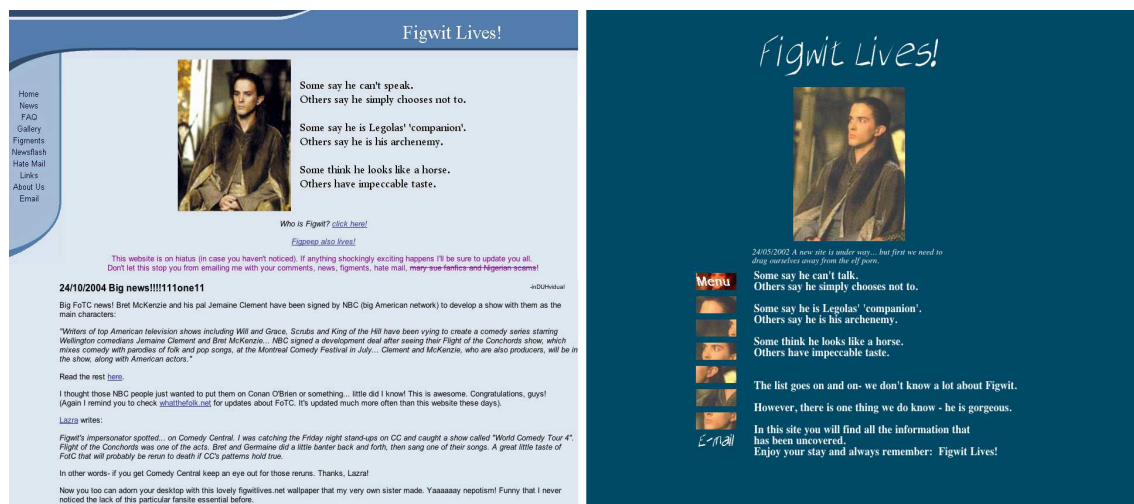 Figwit Lives!
Home
News
FAQ
Gallery
Figments
Newsflash
Hate Mail
Links
About Us
Email
Some say he can't speak.
Others say he simply chooses not to.
Some say he is Legolas' 'companion'.
Others say he is his archenemy.
Some think he looks like a horse.
Others have impeccable taste.
Who is Figwit? click here!
Figpeep also lives!
This website is on hiatus (in case you haven't noticed). If anything shockingly exciting happens I'll be sure to update you all.
Don't let this stop you from emailing me with your comments, news, figments, hate mail, mary sue fanfics and Nigerian scams!
24/10/2004 Big news!!!!111one11
-inDUHvidual
Big FoTC news! Bret McKenzie and his pal Jemaine Clement have been signed by NBC (big American network) to develop a show with them as the
main characters:
"Writers of top American television shows including Will and Grace, Scrubs and King of the Hill have been vying to create a comedy series starring
Wellington comedians Jemaine Clement and Bret McKenzie... NBC signed a development deal after seeing their Flight of the Conchords show, which
mixes comedy with parodies of folk and pop songs, at the Montreal Comedy Festival in July... Clement and McKenzie, who are also producers, will be in
the show, along with American actors."
Read the rest here.
I thought those NBC people just wanted to put them on Conan O'Brien or something... little did I know! This is awesome. Congratulations, guys!
(Again I remind you to check whatthefolk.net for updates about FoTC. It's updated much more often than this website these days).
Lazra writes:
Figwit's impersonator spotted... on Comedy Central. I was catching the Friday night stand-ups on CC and caught a show called "World Comedy Tour 4".
Flight of the Conchords was one of the acts. Bret and Germaine did a little banter back and forth, then sang one of their songs. A great little taste of
FotC that will probably be rerun to death if CC's patterns hold true.
In other words- if you get Comedy Central keep an eye out for those reruns. Thanks, Lazra!
Now you too can adorn your desktop with this lovely figwitlives.net wallpaper that my very own sister made. Yaaaaaay nepotism! Funny that I never
noticed the lack of this particular fansite essential before.
Figwit Lives!
24/05/2002 A new site is under way... but first we need to
drag ourselves away from the elf porn.
Menu
E-mail
Some say he can't talk.
Others say he simply chooses not to.
Some say he is Legolas' 'companion'.
Others say he is his archenemy.
Some think he looks like a horse.
Others have impeccable taste.
The list goes on and on- we don't know a lot about Figwit.
However, there is one thing we do know - he is gorgeous.
In this site you will find all the information that
has been uncovered.
Enjoy your stay and always remember: Figwit Lives!